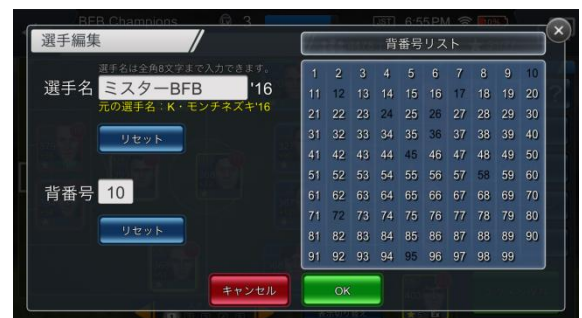 BFB Champions 3 JST 6:55PM
選手編集
背番号リスト
選手名は全角8文字まで入力できます。
選手名 ミスターBFB '16
元の選手名：K・モンチネズキ'16
リセット
背番号 10
リセット
1 2 3 4 5 6 7 8 9 10
11 12 13 14 15 16 17 18 19 20
21 22 23 24 25 26 27 28 29 30
31 32 33 34 35 36 37 38 39 40
41 42 43 44 45 46 47 48 49 50
51 52 53 54 55 56 57 58 59 60
61 62 63 64 65 66 67 68 69 70
71 72 73 74 75 76 77 78 79 80
81 82 83 84 85 86 87 88 89 90
91 92 93 94 95 96 97 98 99
キャンセル
OK